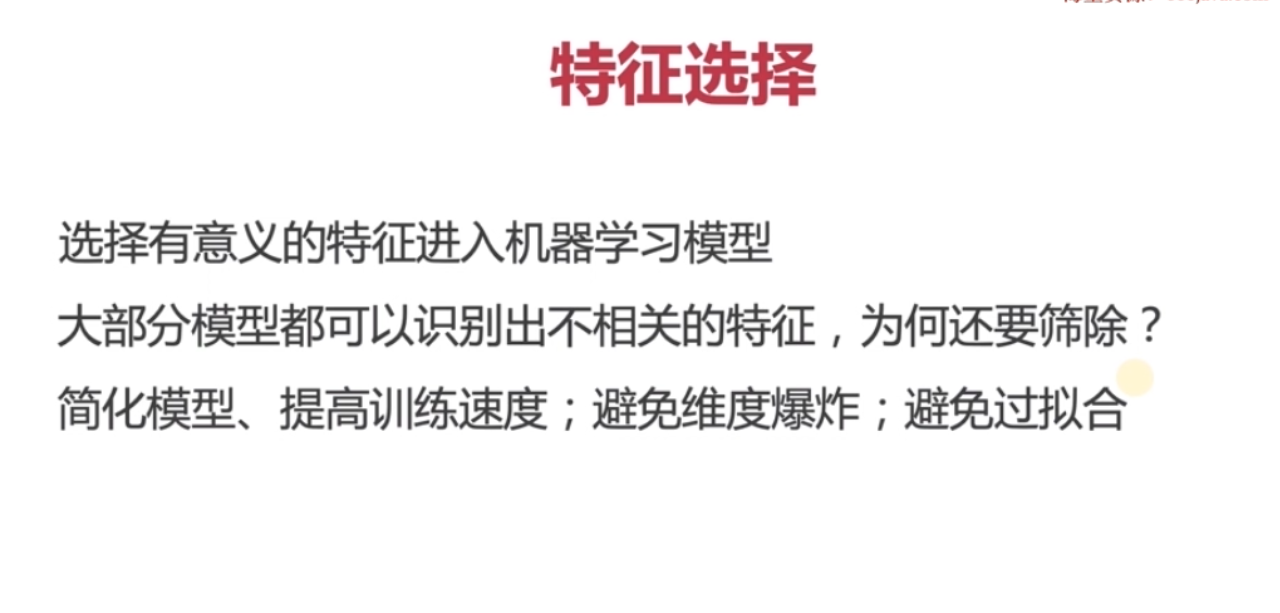 特征选择
选择有意义的特征进入机器学习模型
大部分模型都可以识别出不相关的特征，为何还要筛除？
简化模型、提高训练速度；避免维度爆炸；避免过拟合